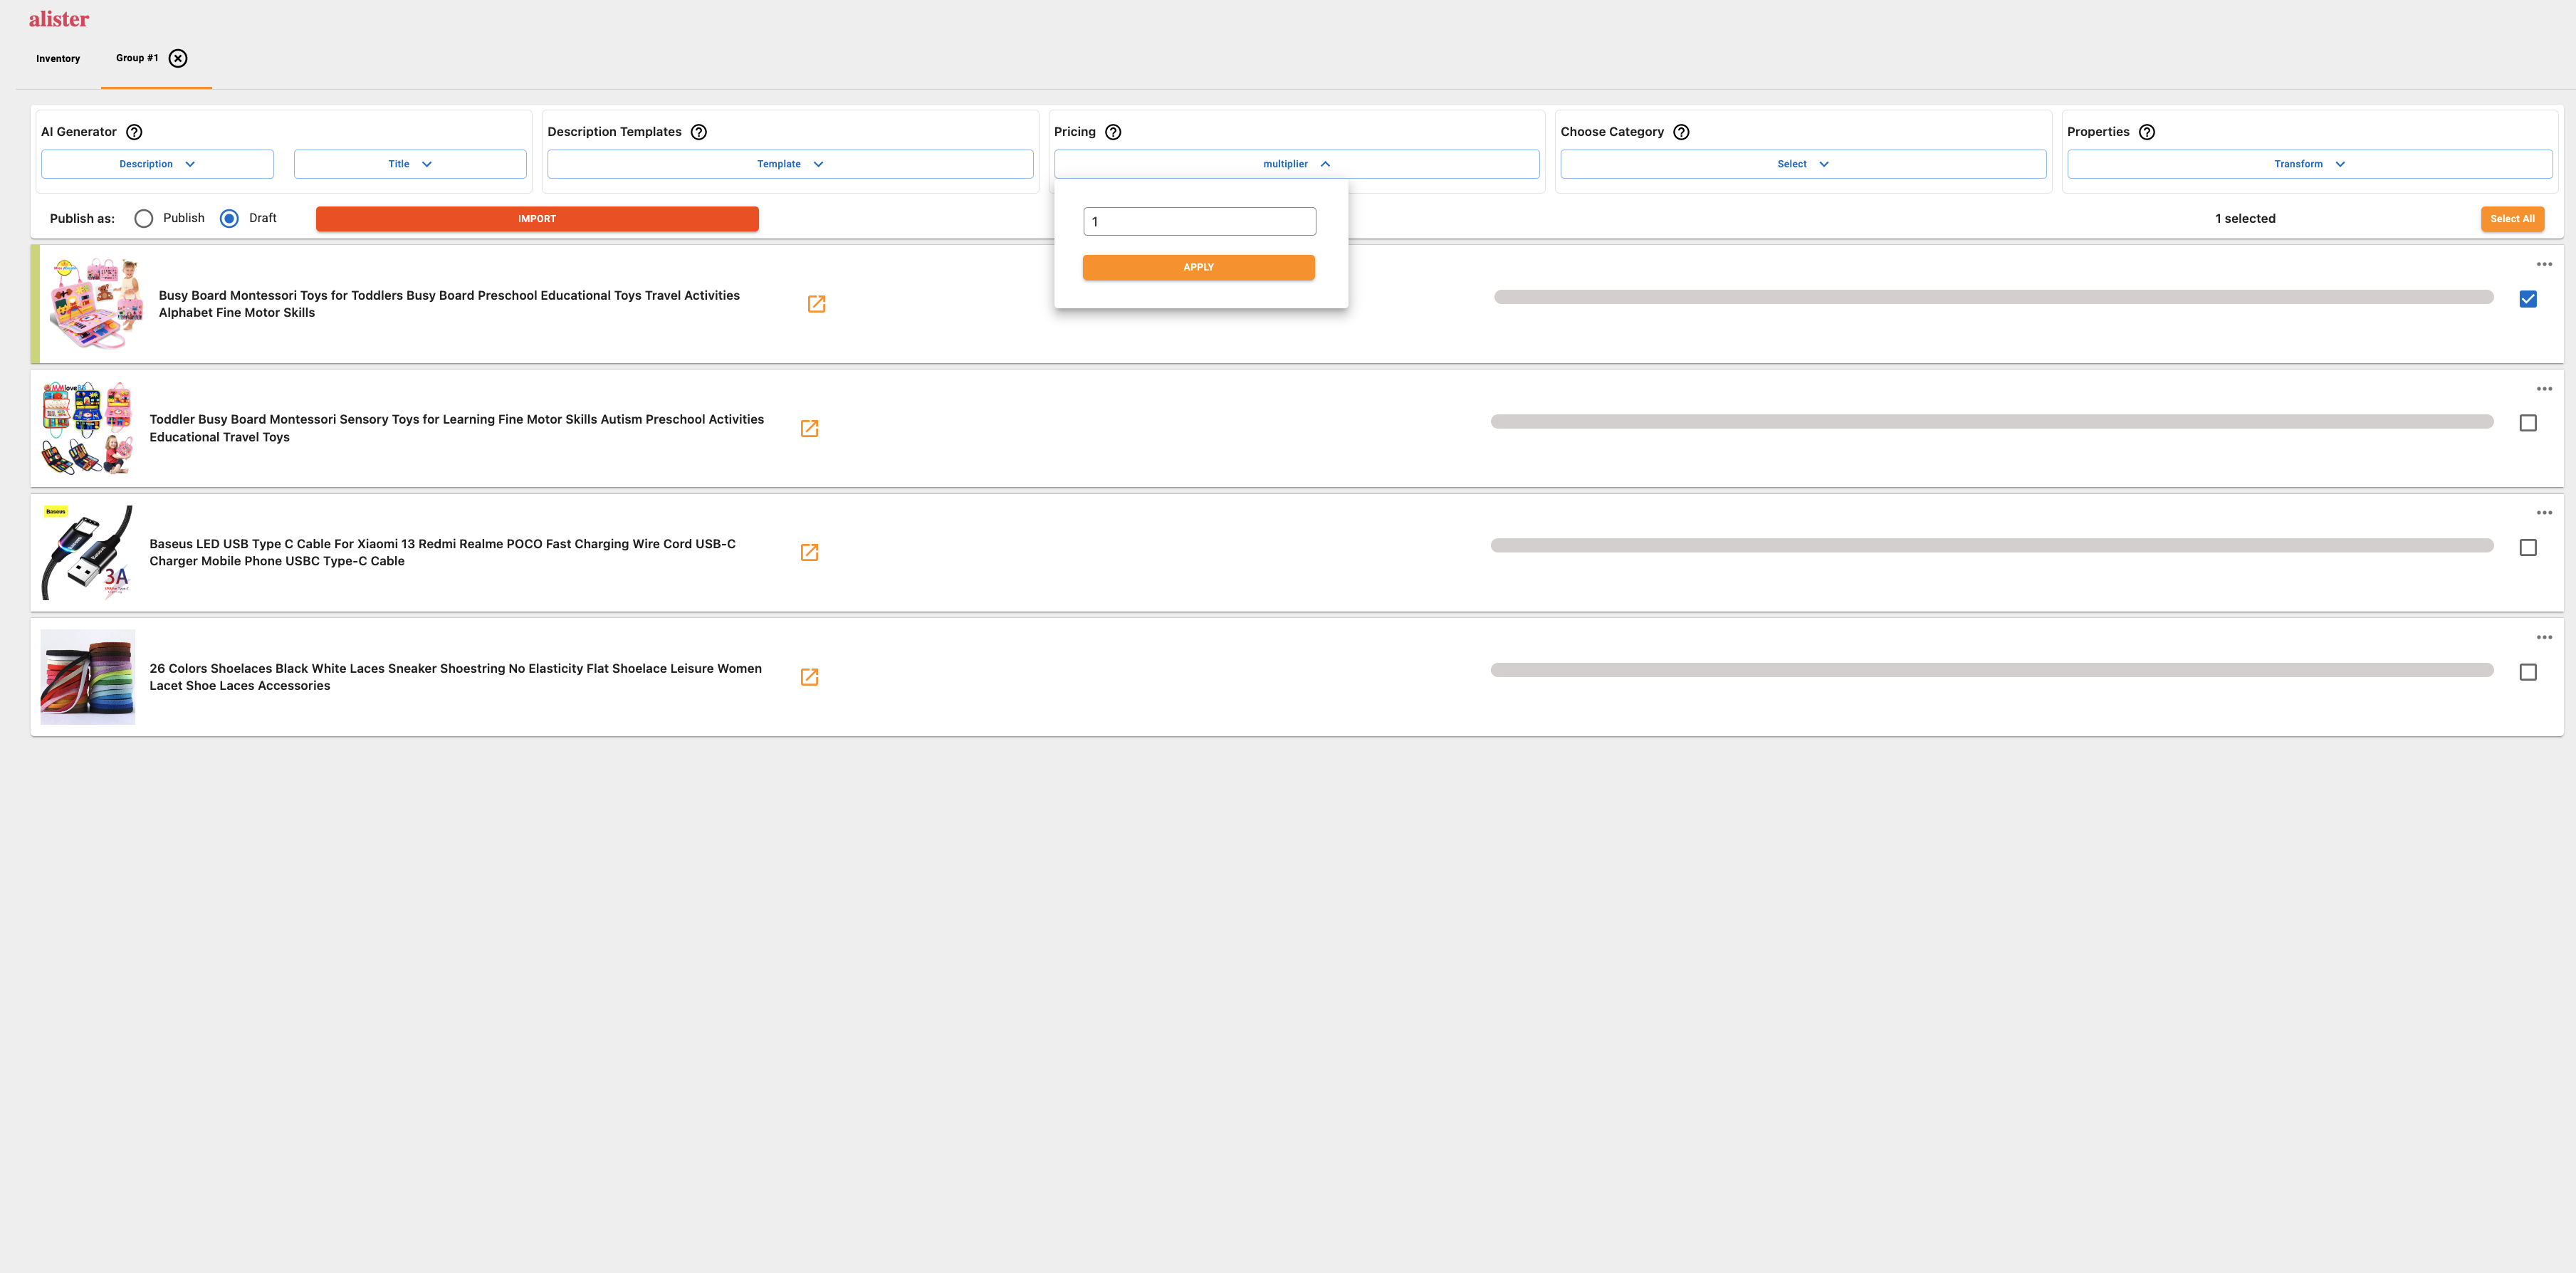 alister
Inventory
Group #1
AI Generator
Description Templates
Pricing
Choose Category
Properties
Description
Title
Template
multiplier
Select
Transform
Publish as:
Publish
Draft
IMPORT
1
1 selected
Select All
APPLY
Busy Board Montessori Toys for Toddlers Busy Board Preschool Educational Toys Travel Activities
Alphabet Fine Motor Skills
Toddler Busy Board Montessori Sensory Toys for Learning Fine Motor Skills Autism Preschool Activities
Educational Travel Toys
Baseus
3A
Baseus LED USB Type C Cable For Xiaomi 13 Redmi Realme POCO Fast Charging Wire Cord USB-C
Charger Mobile Phone USBC Type-C Cable
26 Colors Shoelaces Black White Laces Sneaker Shoestring No Elasticity Flat Shoelace Leisure Women
Lacet Shoe Laces Accessories